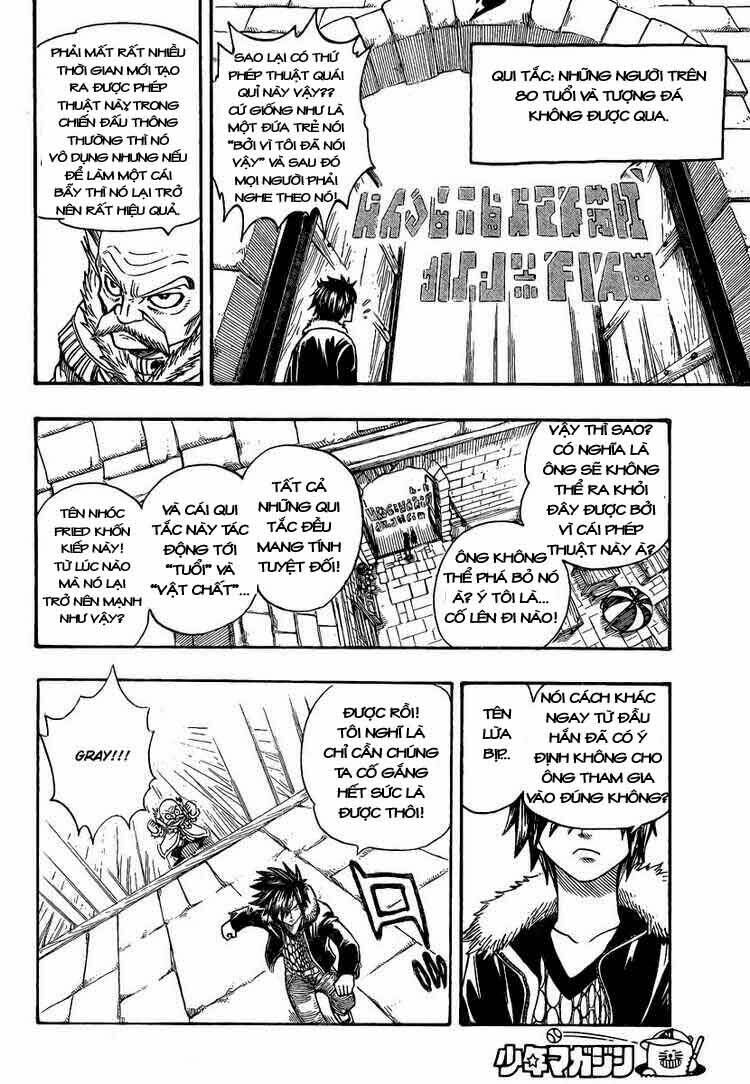 QUI TẮC: NHỮNG NGƯỜI TRÊN
80 TUỔI VÀ TƯỢNG ĐÁ
KHÔNG ĐƯỢC QUA.
SAO LẠI CÓ THỨ
PHÉP THUẬT QUÁI
QUỈ NÀY VẬY??
CỨ GIỐNG NHƯ LÀ
MỘT ĐỨA TRẺ NÓI
"BỞI VÌ TÔI ĐÃ NÓI
VẬY" VÀ SAU ĐÓ
MỌI NGƯỜI PHẢI
NGHE THEO NÓ!
PHẢI MẤT RẤT NHIỀU
THỜI GIAN MỚI TẠO
RA ĐƯỢC PHÉP
THUẬT NÀY,TRONG
CHIẾN ĐẤU THÔNG
THƯỜNG THÌ NÓ
VÔ DỤNG NHƯNG NẾU
ĐỂ LÀM MỘT CÁI
BẪY THÌ NÓ LẠI TRỞ
NÊN RẤT HIỆU QUẢ.
VẬY THÌ SAO?
CÓ NGHĨA LÀ
ÔNG SẼ KHÔNG
THỂ RA KHỎI
ĐÂY ĐƯỢC BỞI
VÌ CÁI PHÉP
THUẬT NÀY À?
ÔNG KHÔNG
THỂ PHÁ BỎ NÓ
À? Ý TÔI LÀ...
CỐ LÊN ĐI NÀO!
TẤT CẢ
NHỮNG QUI
TẮC ĐỀU
MANG TÍNH
TUYỆT ĐỐI!
VÀ CÁI QUI
TẮC NÀY TÁC
ĐỘNG TỚI
"TUỔI" VÀ
"VẬT CHẤT"...
TÊN NHÓC
FRIED KHỐN
KIẾP NÀY!
TỪ LÚC NÀO
MÀ NÓ LẠI
TRỞ NÊN MẠNH
NHƯ VẬY?
NÓI CÁCH KHÁC
NGAY TỪ ĐẦU
HẮN ĐÃ CÓ Ý
ĐỊNH KHÔNG CHO
ÔNG THAM GIA
VÀO ĐÚNG KHÔNG?
TÊN
LỪA
BỊP..
ĐƯỢC RỒI!
TÔI NGHĨ LÀ
CHỈ CẦN CHÚNG
TA CỐ GẮNG
HẾT SỨC LÀ
ĐƯỢC THÔI!
GRAY!!!
少年マガジン